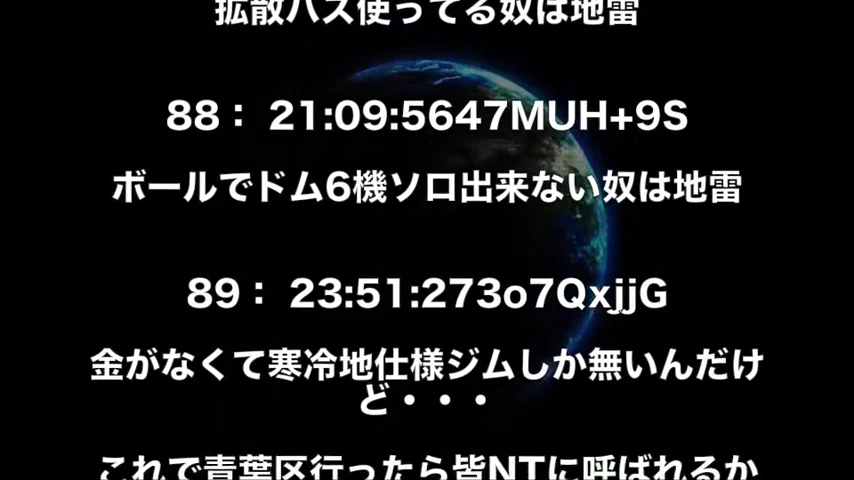 拡散バズ使ってる奴は地雷
88： 21:09:5647MUH+9S
ボールでドム6機ソロ出来ない奴は地雷
89： 23:51:273o7QxjjG
金がなくて寒冷地仕様ジムしか無いんだけ
ど・・・
これで青葉区行ったら皆NTに呼ばれるか